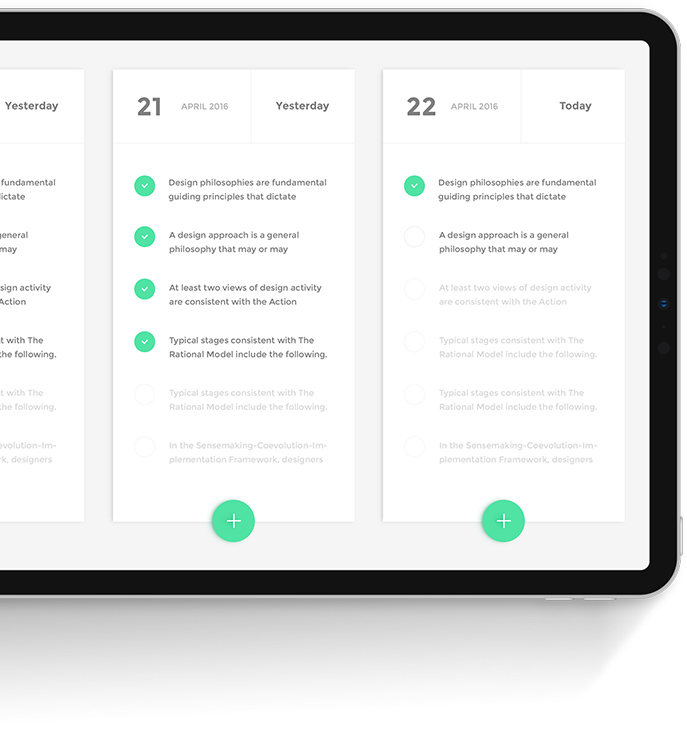 Yesterday
fundamental
dictate
general
may
sign activity
Action
t with The
the following.
t with The
the following.
evolution-Im-
k, designers
21
APRIL 2016
Yesterday
Design philosophies are fundamental
guiding principles that dictate
A design approach is a general
philosophy that may or may
At least two views of design activity
are consistent with the Action
Typical stages consistent with The
Rational Model include the following.
Typical stages consistent with The
Rational Model include the following.
In the Sensemaking-Coevolution-Im-
plementation Framework, designers
22
APRIL 2016
Today
Design philosophies are fundamental
guiding principles that dictate
A design approach is a general
philosophy that may or may
At least two views of design activity
are consistent with the Action
Typical stages consistent with The
Rational Model include the following.
Typical stages consistent with The
Rational Model include the following.
In the Sensemaking-Coevolution-Im-
plementation Framework, designers